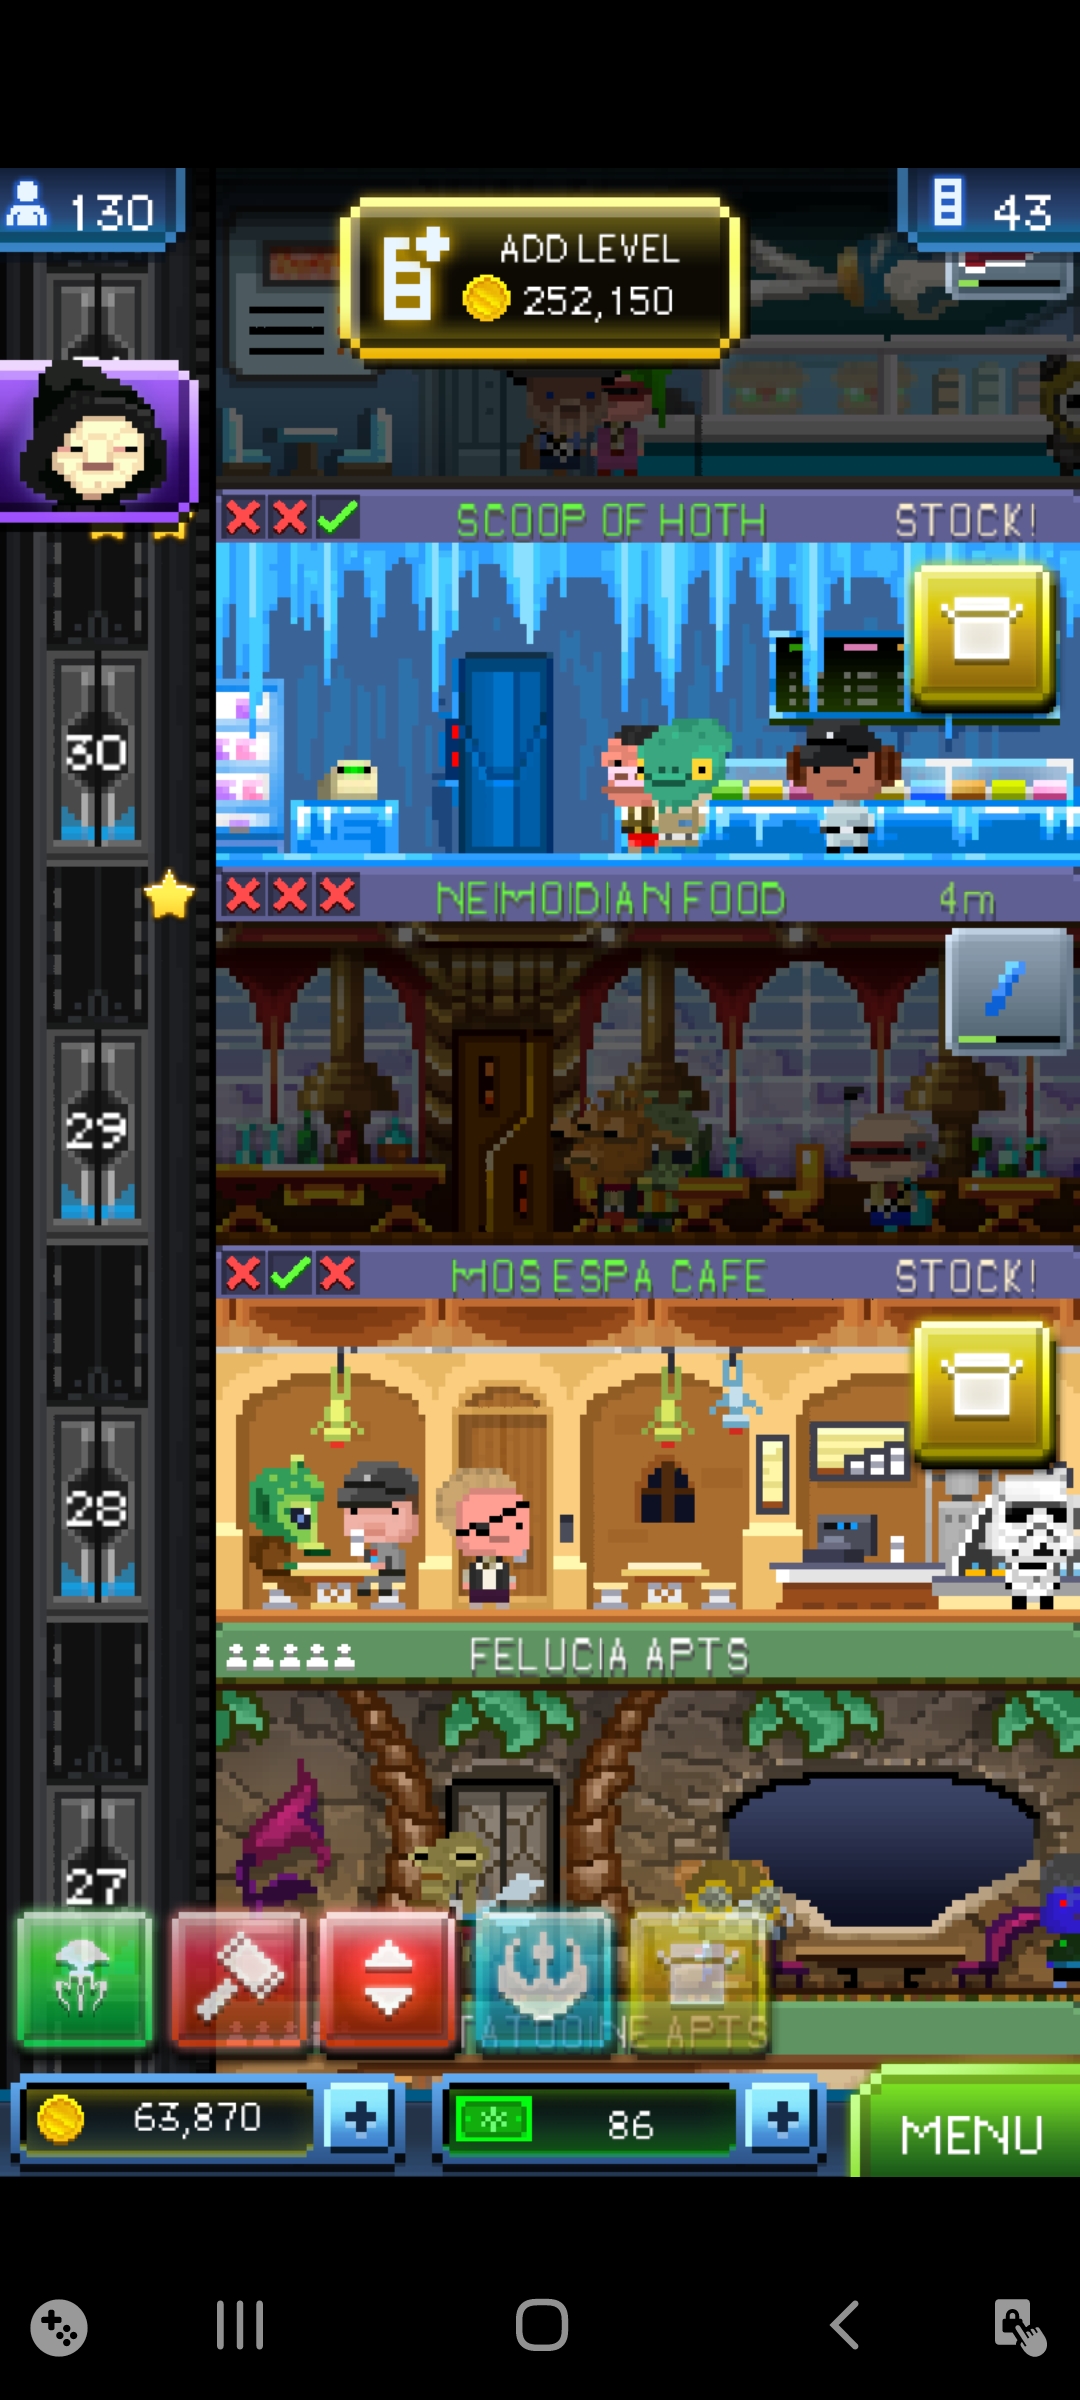 130
ADD LEVEL
252,150
43
SCOOP OF HOTH
STOCK!
30
NEIMOIDIAN FOOD
4m
29
MOS ESPA CAFE
STOCK!
28
FELUCIA APTS
27
TATOOINE APTS
63,870
86
MENU